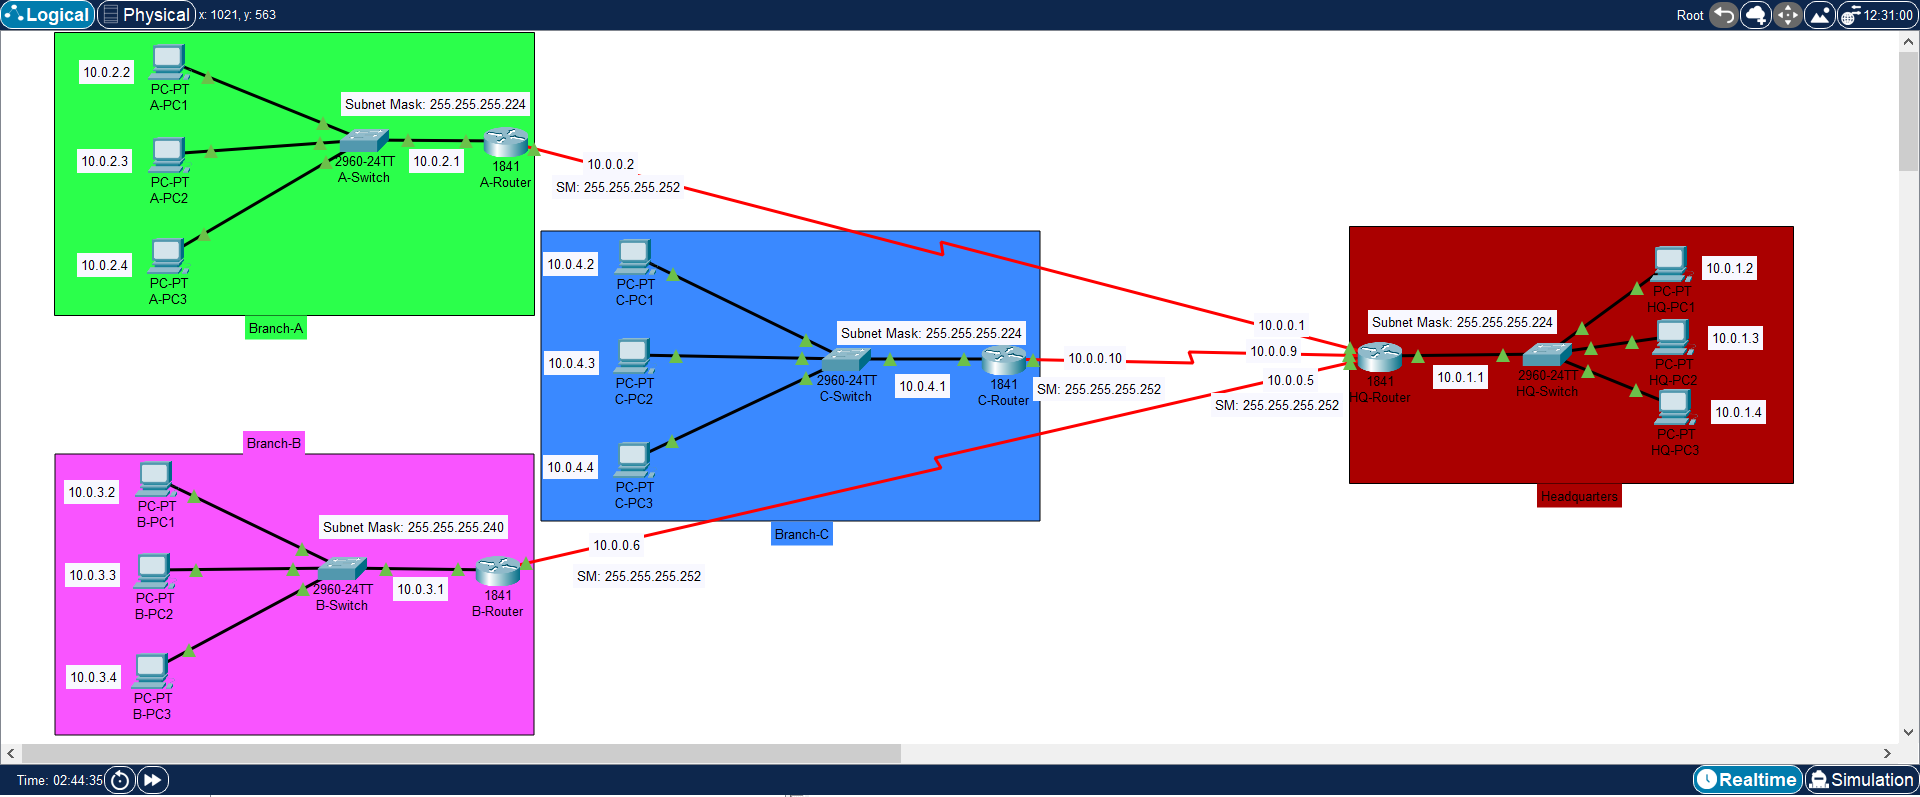 Logical
Physical
x: 1021, y: 563
Root
12:31:00
10.0.2.2
PC-PT
A-PC1
Subnet Mask: 255.255.255.224
10.0.2.3
PC-PT
A-PC2
2960-24TT
A-Switch
10.0.2.1
1841
A-Router
10.0.2.4
PC-PT
A-PC3
Branch-A
10.0.0.2
SM: 255.255.255.252
10.0.4.2
PC-PT
C-PC1
Subnet Mask: 255.255.255.224
10.0.4.3
PC-PT
C-PC2
2960-24TT
C-Switch
10.0.4.1
1841
C-Router
10.0.4.4
PC-PT
C-PC3
Branch-C
10.0.0.10
SM: 255.255.255.252
10.0.0.1
10.0.0.9
10.0.0.5
SM: 255.255.255.252
Subnet Mask: 255.255.255.224
1841
HQ-Router
10.0.1.1
2960-24TT
HQ-Switch
PC-PT
HQ-PC1
10.0.1.2
PC-PT
HQ-PC2
10.0.1.3
PC-PT
HQ-PC3
10.0.1.4
Headquarters
Branch-B
10.0.3.2
PC-PT
B-PC1
Subnet Mask: 255.255.255.240
10.0.3.3
PC-PT
B-PC2
2960-24TT
B-Switch
10.0.3.1
1841
B-Router
10.0.3.4
PC-PT
B-PC3
10.0.0.6
SM: 255.255.255.252
Time: 02:44:35
Realtime
Simulation